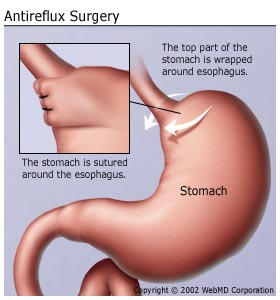 Antireflux Surgery
The top part of the
stomach is wrapped
around esophagus.
The stomach is sutured
around the esophagus.
Stomach
Copyright © 2002 WebMD Corporation